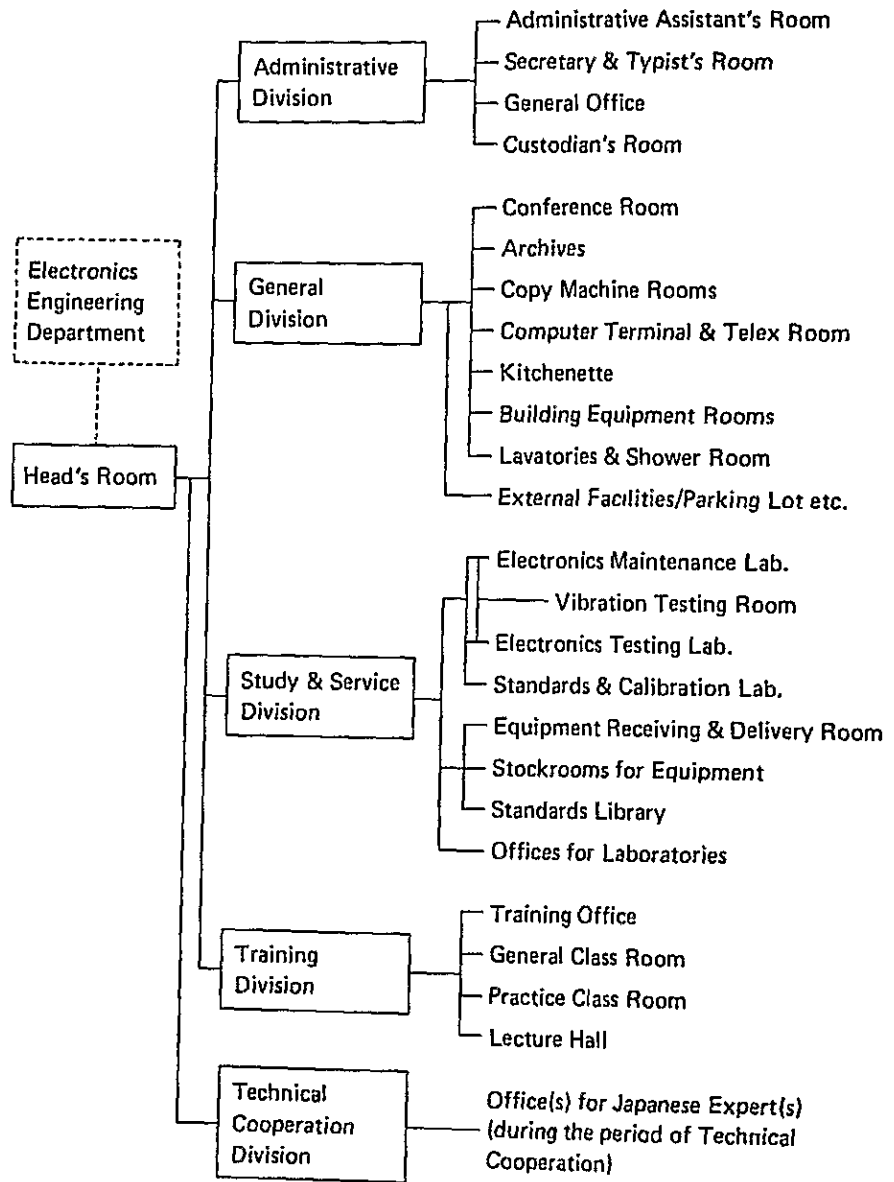 Administrative
Division
Administrative Assistant's Room
Secretary & Typist's Room
General Office
Custodian's Room
Electronics
Engineering
Department
Head's Room
General
Division
Conference Room
Archives
Copy Machine Rooms
Computer Terminal & Telex Room
Kitchenette
Building Equipment Rooms
Lavatories & Shower Room
External Facilities/Parking Lot etc.
Study & Service
Division
Electronics Maintenance Lab.
Vibration Testing Room
Electronics Testing Lab.
Standards & Calibration Lab.
Equipment Receiving & Delivery Room
Stockrooms for Equipment
Standards Library
Offices for Laboratories
Training
Division
Training Office
General Class Room
Practice Class Room
Lecture Hall
Technical
Cooperation
Division
Office(s) for Japanese Expert(s)
(during the period of Technical
Cooperation)